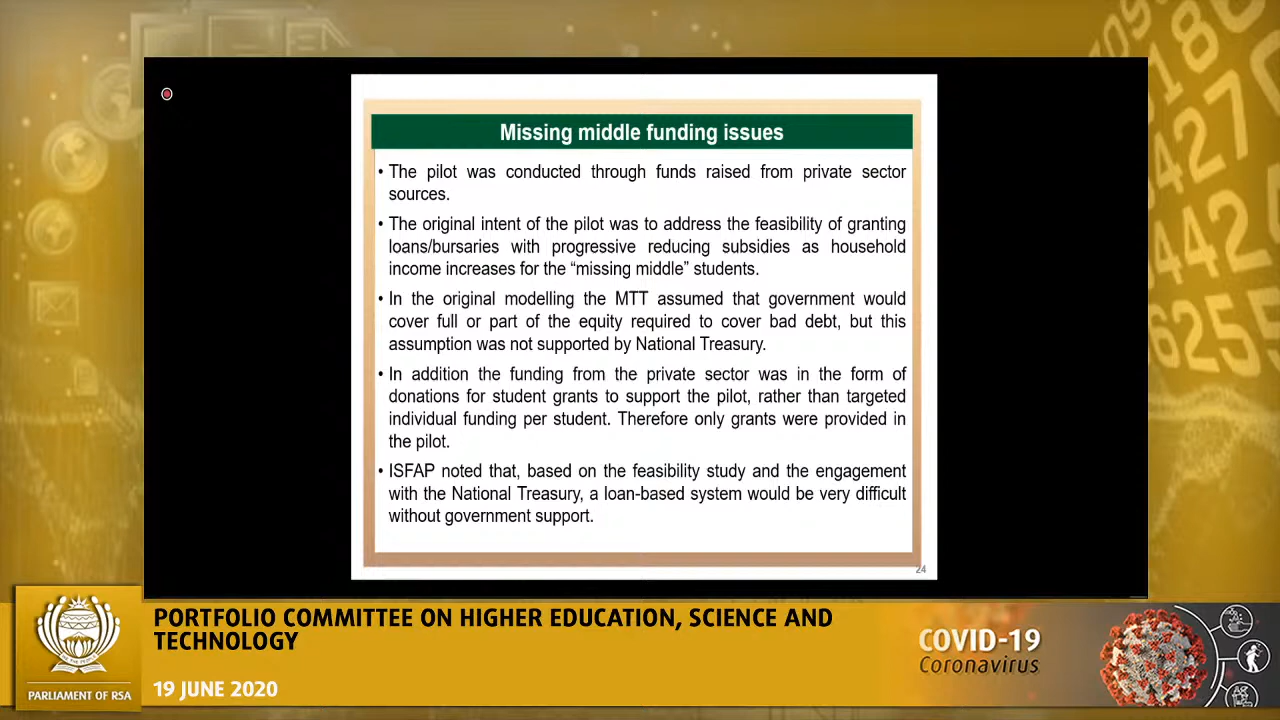 Missing middle funding issues
• The pilot was conducted through funds raised from private sector
sources.
• The original intent of the pilot was to address the feasibility of granting
loans/bursaries with progressive reducing subsidies as household
income increases for the “missing middle” students.
• In the original modelling the MTT assumed that government would
cover full or part of the equity required to cover bad debt, but this
assumption was not supported by National Treasury.
• In addition the funding from the private sector was in the form of
donations for student grants to support the pilot, rather than targeted
individual funding per student. Therefore only grants were provided in
the pilot.
• ISFAP noted that, based on the feasibility study and the engagement
with the National Treasury, a loan-based system would be very difficult
without government support.
24
PORTFOLIO COMMITTEE ON HIGHER EDUCATION, SCIENCE AND
TECHNOLOGY
19 JUNE 2020
PARLIAMENT OF RSA
COVID-19
Coronavirus